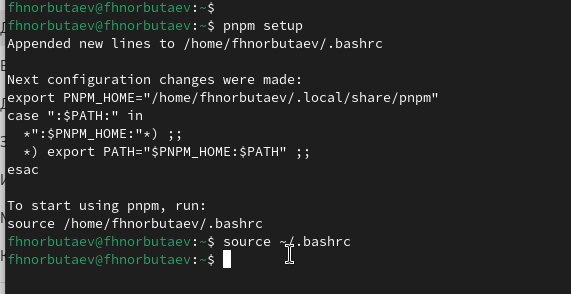 fhnorbutaev@fhnorbutaev:~$
fhnorbutaev@fhnorbutaev:~$ pnpm setup
Appended new lines to /home/fhnorbutaev/.bashrc
Next configuration changes were made:
export PNPM_HOME="/home/fhnorbutaev/.local/share/pnpm"
case ":$PATH:" in
  *":$PNPM_HOME:"*) ;;
  *) export PATH="$PNPM_HOME:$PATH" ;;
esac
To start using pnpm, run:
source /home/fhnorbutaev/.bashrc
fhnorbutaev@fhnorbutaev:~$ source ~/.bashrc
fhnorbutaev@fhnorbutaev:~$